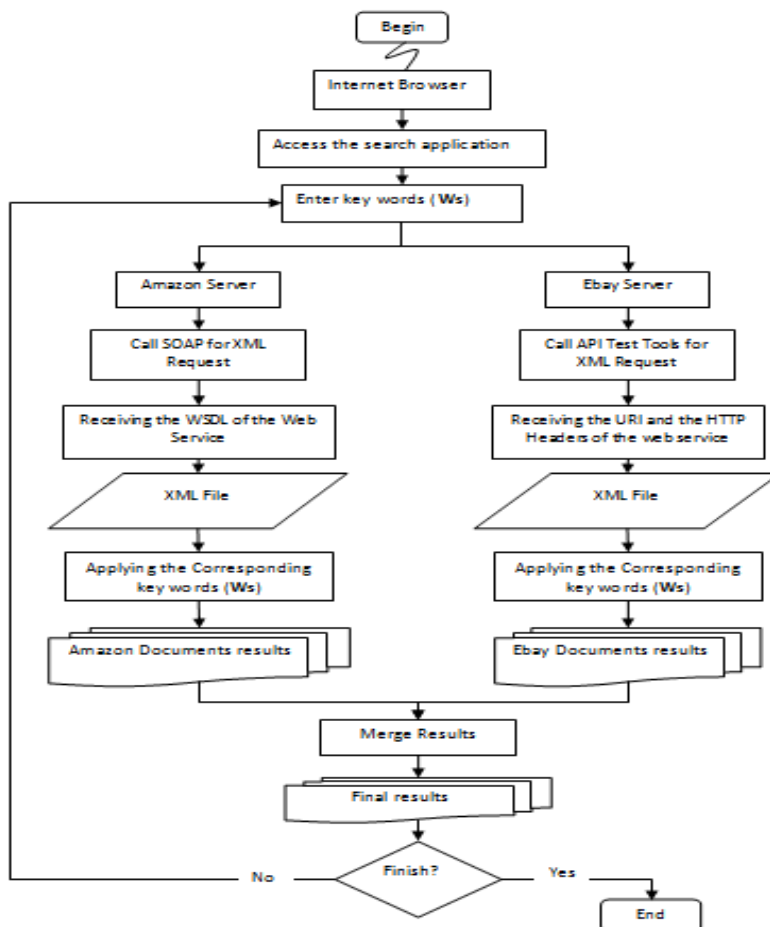 Begin
Internet Browser
Access the search application
Enter key words ( Ws)
Amazon Server
Ebay Server
Call SOAP for XML
Request
Call API Test Tools for
XML Request
Receiving the WSDL of the Web
Service
Receiving the URI and the HTTP
Headers of the web service
XML File
XML File
Applying the Corresponding
key words (Ws)
Applying the Corresponding
key words (Ws)
Amazon Documents results
Ebay Documents results
Merge Results
Final results
Finish?
No
Yes
End